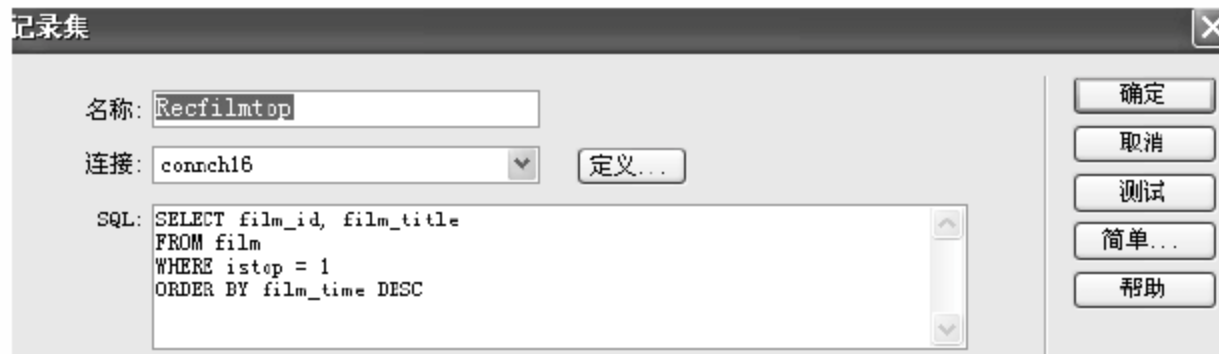 记录集
名称: Recfilmtop
连接: connch16
定义...
SQL: SELECT film_id, film_title
FROM film
WHERE istop = 1
ORDER BY film_time DESC
确定
取消
测试
简单...
帮助